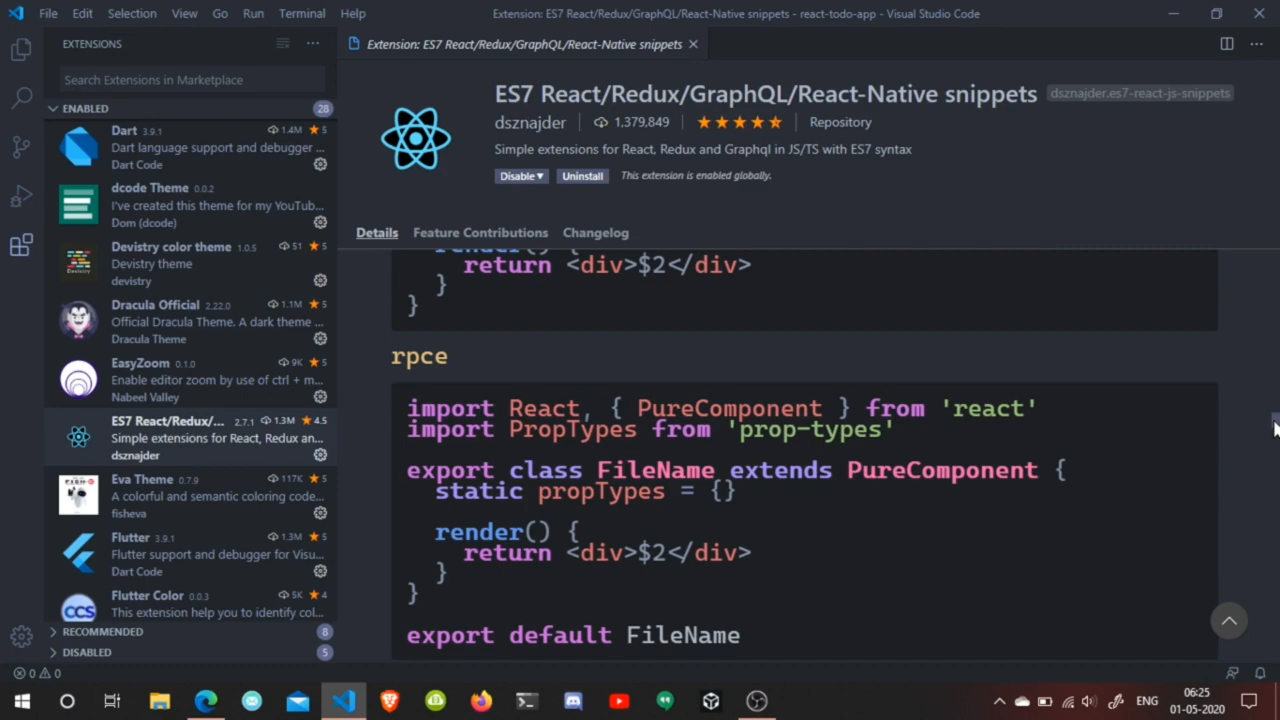 File Edit Selection View Go Run Terminal Help
Extension: ES7 React/Redux/GraphQL/React-Native snippets - react-todo-app - Visual Studio Code
EXTENSIONS
Search Extensions in Marketplace
ENABLED 28
Dart 3.9.1 1.4M 5
Dart language support and debugger ...
Dart Code
dcode Theme 0.0.2
I've created this theme for my YouTub...
Dom (dcode)
Devistry color theme 1.0.5 51 5
Devistry theme
devistry
Dracula Official 2.22.0 1.1M 5
Official Dracula Theme. A dark theme ...
Dracula Theme
EasyZoom 0.1.0 9K 5
Enable editor zoom by use of ctrl + m...
Nabeel Valley
ES7 React/Redux/... 2.7.1 1.3M 4.5
Simple extensions for React, Redux an...
dsznajder
Eva Theme 0.7.9 117K 5
A colorful and semantic coloring code...
fisheva
Flutter 3.9.1 1.3M 5
Flutter support and debugger for Visu...
Dart Code
Flutter Color 0.0.3 5K 4
This extension help you to identify col...
CCS
RECOMMENDED 8
DISABLED 5
Extension: ES7 React/Redux/GraphQL/React-Native snippets
ES7 React/Redux/GraphQL/React-Native snippets dsznajder.es7-react-js-snippets
dsznajder 1,379,849 Repository
Simple extensions for React, Redux and Graphql in JS/TS with ES7 syntax
Disable Uninstall This extension is enabled globally.
Details Feature Contributions Changelog
render() {
return <div>$2</div>
}
}
rpce
import React, { PureComponent } from 'react'
import PropTypes from 'prop-types'
export class FileName extends PureComponent {
static propTypes = {}
render() {
return <div>$2</div>
}
}
export default FileName
0 0
ENG
06:25
01-05-2020